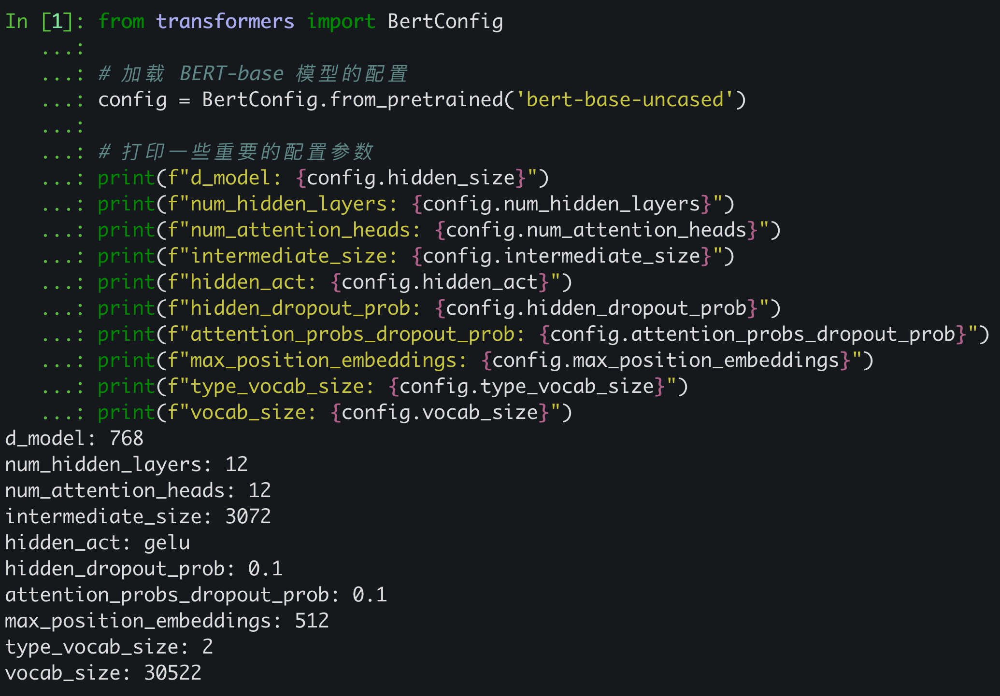 In [1]: from transformers import BertConfig
   ...:
   ...: # 加载 BERT-base 模型的配置
   ...: config = BertConfig.from_pretrained('bert-base-uncased')
   ...:
   ...: # 打印一些重要的配置参数
   ...: print(f"d_model: {config.hidden_size}")
   ...: print(f"num_hidden_layers: {config.num_hidden_layers}")
   ...: print(f"num_attention_heads: {config.num_attention_heads}")
   ...: print(f"intermediate_size: {config.intermediate_size}")
   ...: print(f"hidden_act: {config.hidden_act}")
   ...: print(f"hidden_dropout_prob: {config.hidden_dropout_prob}")
   ...: print(f"attention_probs_dropout_prob: {config.attention_probs_dropout_prob}")
   ...: print(f"max_position_embeddings: {config.max_position_embeddings}")
   ...: print(f"type_vocab_size: {config.type_vocab_size}")
   ...: print(f"vocab_size: {config.vocab_size}")
d_model: 768
num_hidden_layers: 12
num_attention_heads: 12
intermediate_size: 3072
hidden_act: gelu
hidden_dropout_prob: 0.1
attention_probs_dropout_prob: 0.1
max_position_embeddings: 512
type_vocab_size: 2
vocab_size: 30522